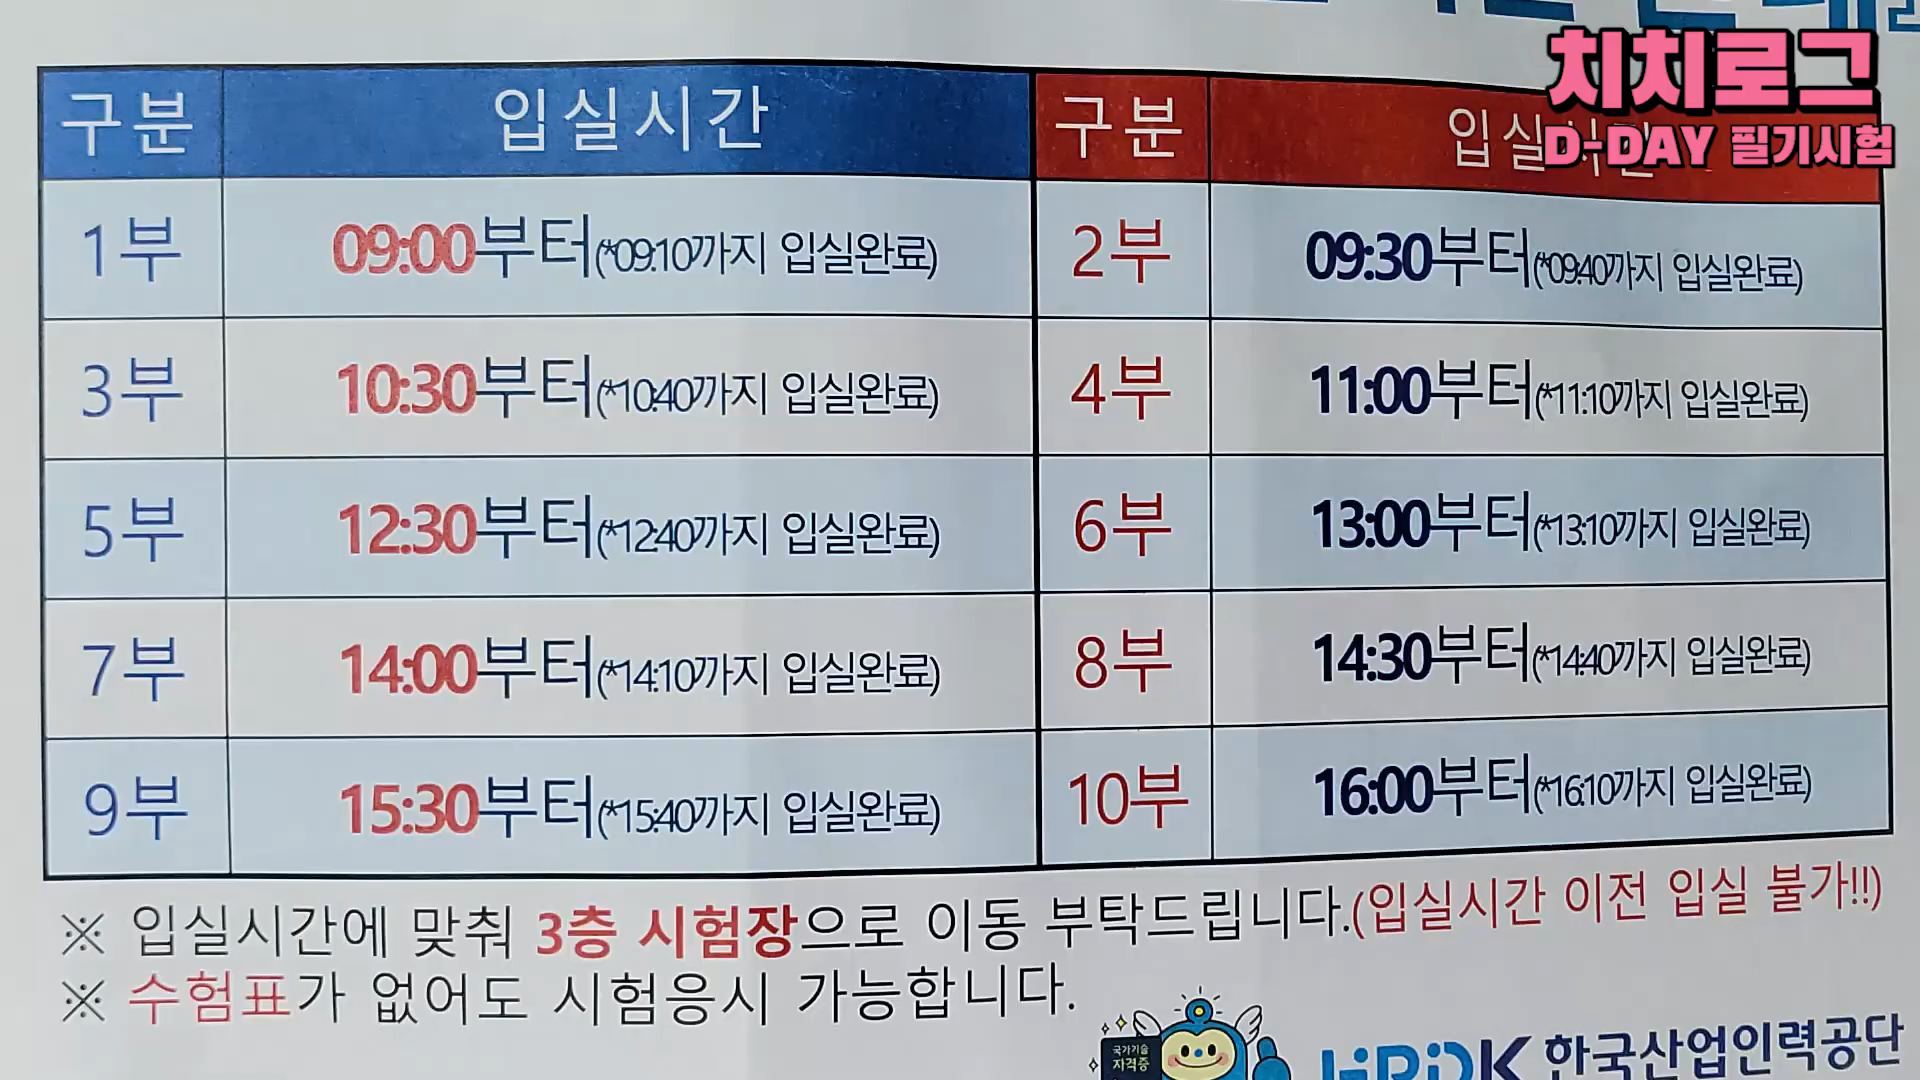 치치로그
D-DAY 필기시험
구분 입실시간 구분 입실시간
1부 09:00부터(*09:10까지 입실완료) 2부 09:30부터(*09:40까지 입실완료)
3부 10:30부터(*10:40까지 입실완료) 4부 11:00부터(*11:10까지 입실완료)
5부 12:30부터(*12:40까지 입실완료) 6부 13:00부터(*13:10까지 입실완료)
7부 14:00부터(*14:10까지 입실완료) 8부 14:30부터(*14:40까지 입실완료)
9부 15:30부터(*15:40까지 입실완료) 10부 16:00부터(*16:10까지 입실완료)
※ 입실시간에 맞춰 3층 시험장으로 이동 부탁드립니다.(입실시간 이전 입실 불가!!)
※ 수험표가 없어도 시험응시 가능합니다.
국가기술
자격증
HRDK 한국산업인력공단